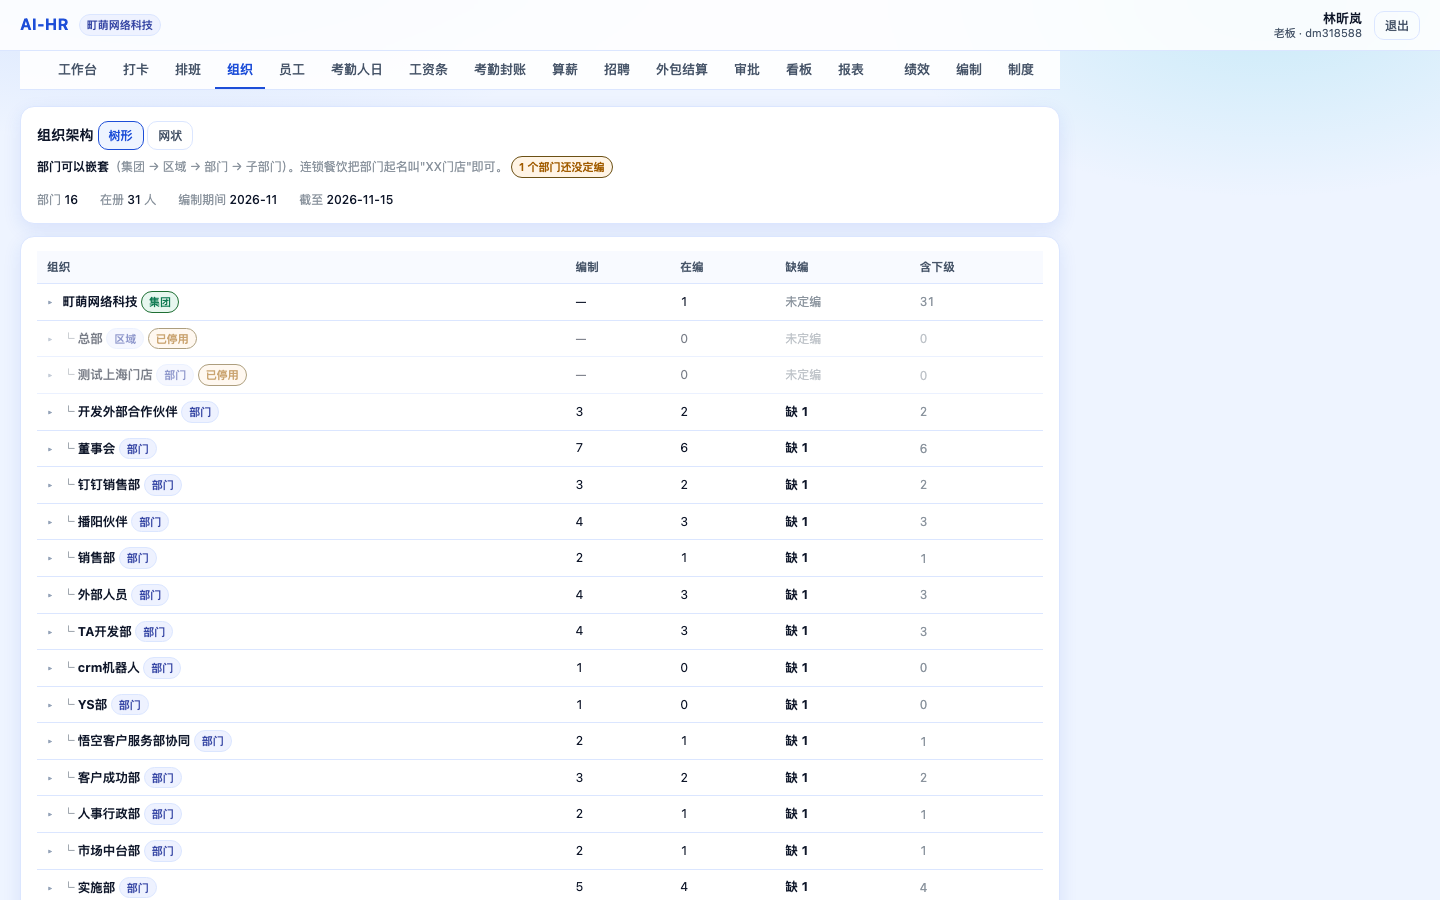 AI-HR 町萌网络科技
林昕岚
老板 · dm318588
退出
工作台 打卡 排班 组织 员工 考勤人日 工资条 考勤封账 算薪 招聘 外包结算 审批 看板 报表 绩效 编制 制度
组织架构 树形 网状
部门可以嵌套（集团 → 区域 → 部门 → 子部门）。连锁餐饮把部门起名叫"XX门店"即可。 1 个部门还没定编
部门 16 在册 31 人 编制期间 2026-11 截至 2026-11-15
组织 编制 在编 缺编 含下级
▸ 町萌网络科技 集团 — 1 未定编 31
▸ └ 总部 区域 已停用 — 0 未定编 0
▸ └ 测试上海门店 部门 已停用 — 0 未定编 0
▸ └ 开发外部合作伙伴 部门 3 2 缺 1 2
▸ └ 董事会 部门 7 6 缺 1 6
▸ └ 钉钉销售部 部门 3 2 缺 1 2
▸ └ 播阳伙伴 部门 4 3 缺 1 3
▸ └ 销售部 部门 2 1 缺 1 1
▸ └ 外部人员 部门 4 3 缺 1 3
▸ └ TA开发部 部门 4 3 缺 1 3
▸ └ crm机器人 部门 1 0 缺 1 0
▸ └ YS部 部门 1 0 缺 1 0
▸ └ 悟空客户服务部协同 部门 2 1 缺 1 1
▸ └ 客户成功部 部门 3 2 缺 1 2
▸ └ 人事行政部 部门 2 1 缺 1 1
▸ └ 市场中台部 部门 2 1 缺 1 1
▸ └ 实施部 部门 5 4 缺 1 4